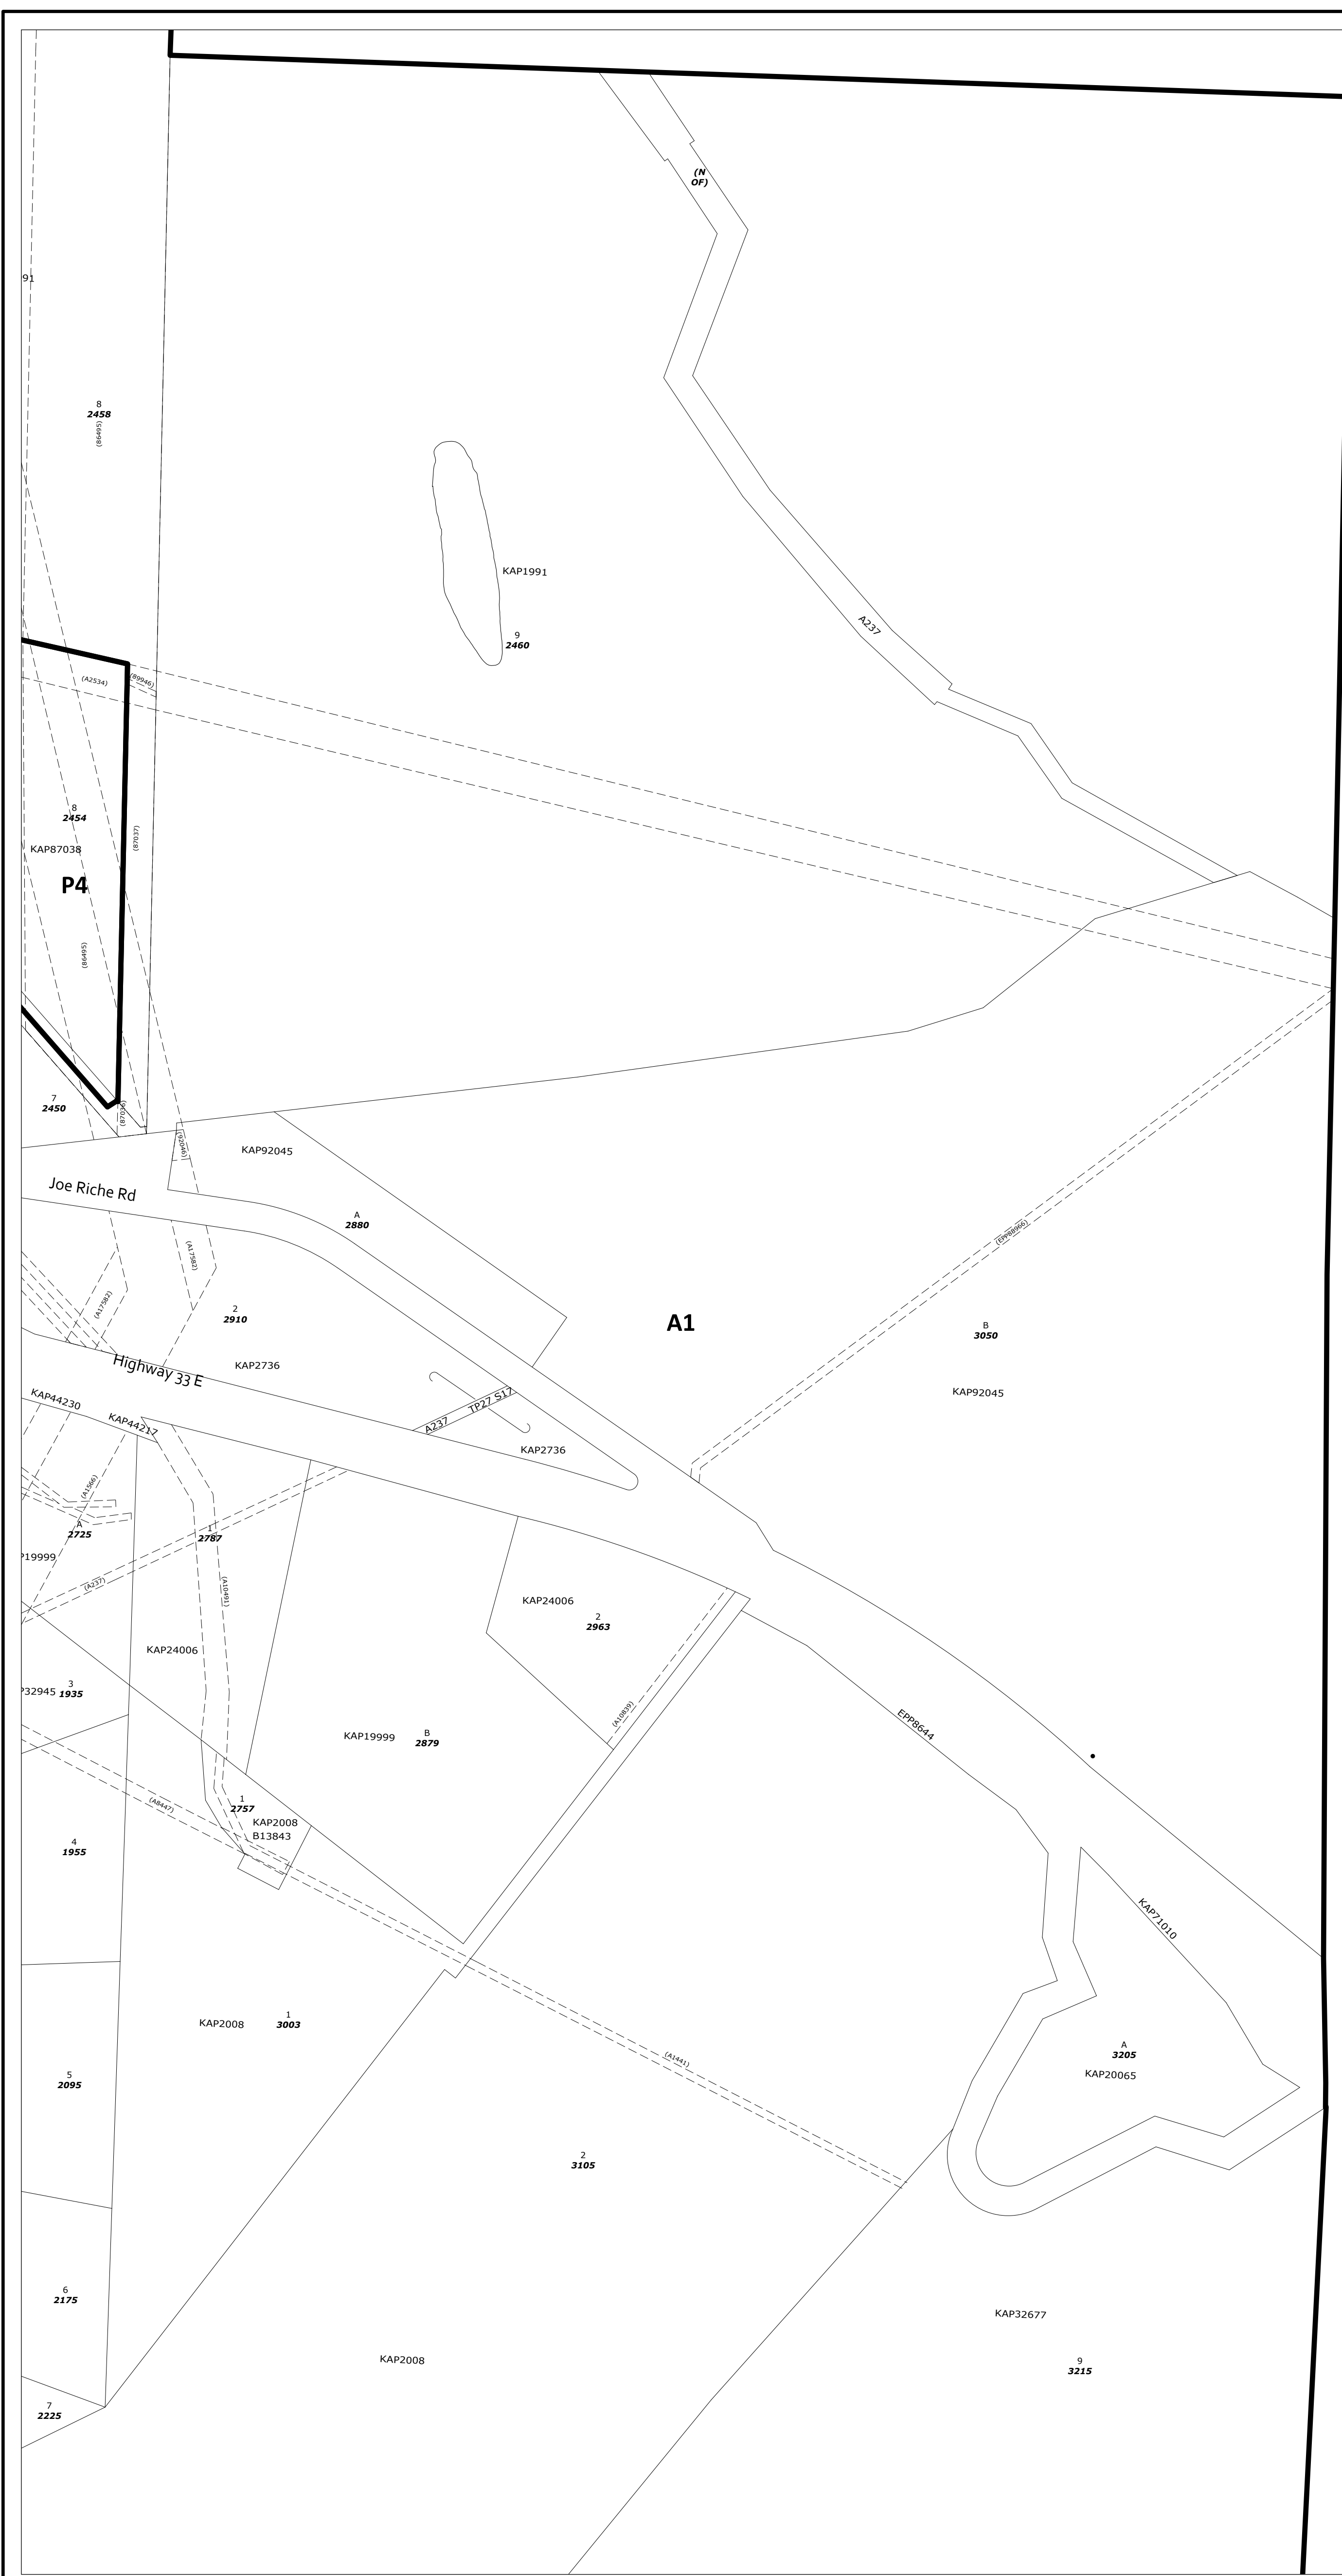 (N
OF)
91
8
2458
(86495)
KAP1991
A237
9
2460
(A2534)
(89946)
8
2454
(87037)
KAP87038
P4
(86495)
7
2450
(92046)
KAP92045
Joe Riche Rd
A
2880
(EPP88966)
(A17582)
(A17582)
2
2910
A1
B
3050
Highway 33 E
KAP2736
KAP92045
KAP44230
A237
TP27 S17
KAP44217
KAP2736
(A1566)
A
2725
1
2787
P19999
(A237)
(A10491)
KAP24006
2
2963
KAP24006
3
1935
P32945
(A10839)
EPP8644
KAP19999
B
2879
1
2757
(A8447)
KAP2008
B13843
4
1955
KAP71010
1
3003
KAP2008
A
3205
(A1441)
KAP20065
5
2095
2
3105
6
2175
KAP32677
KAP2008
9
3215
7
2225